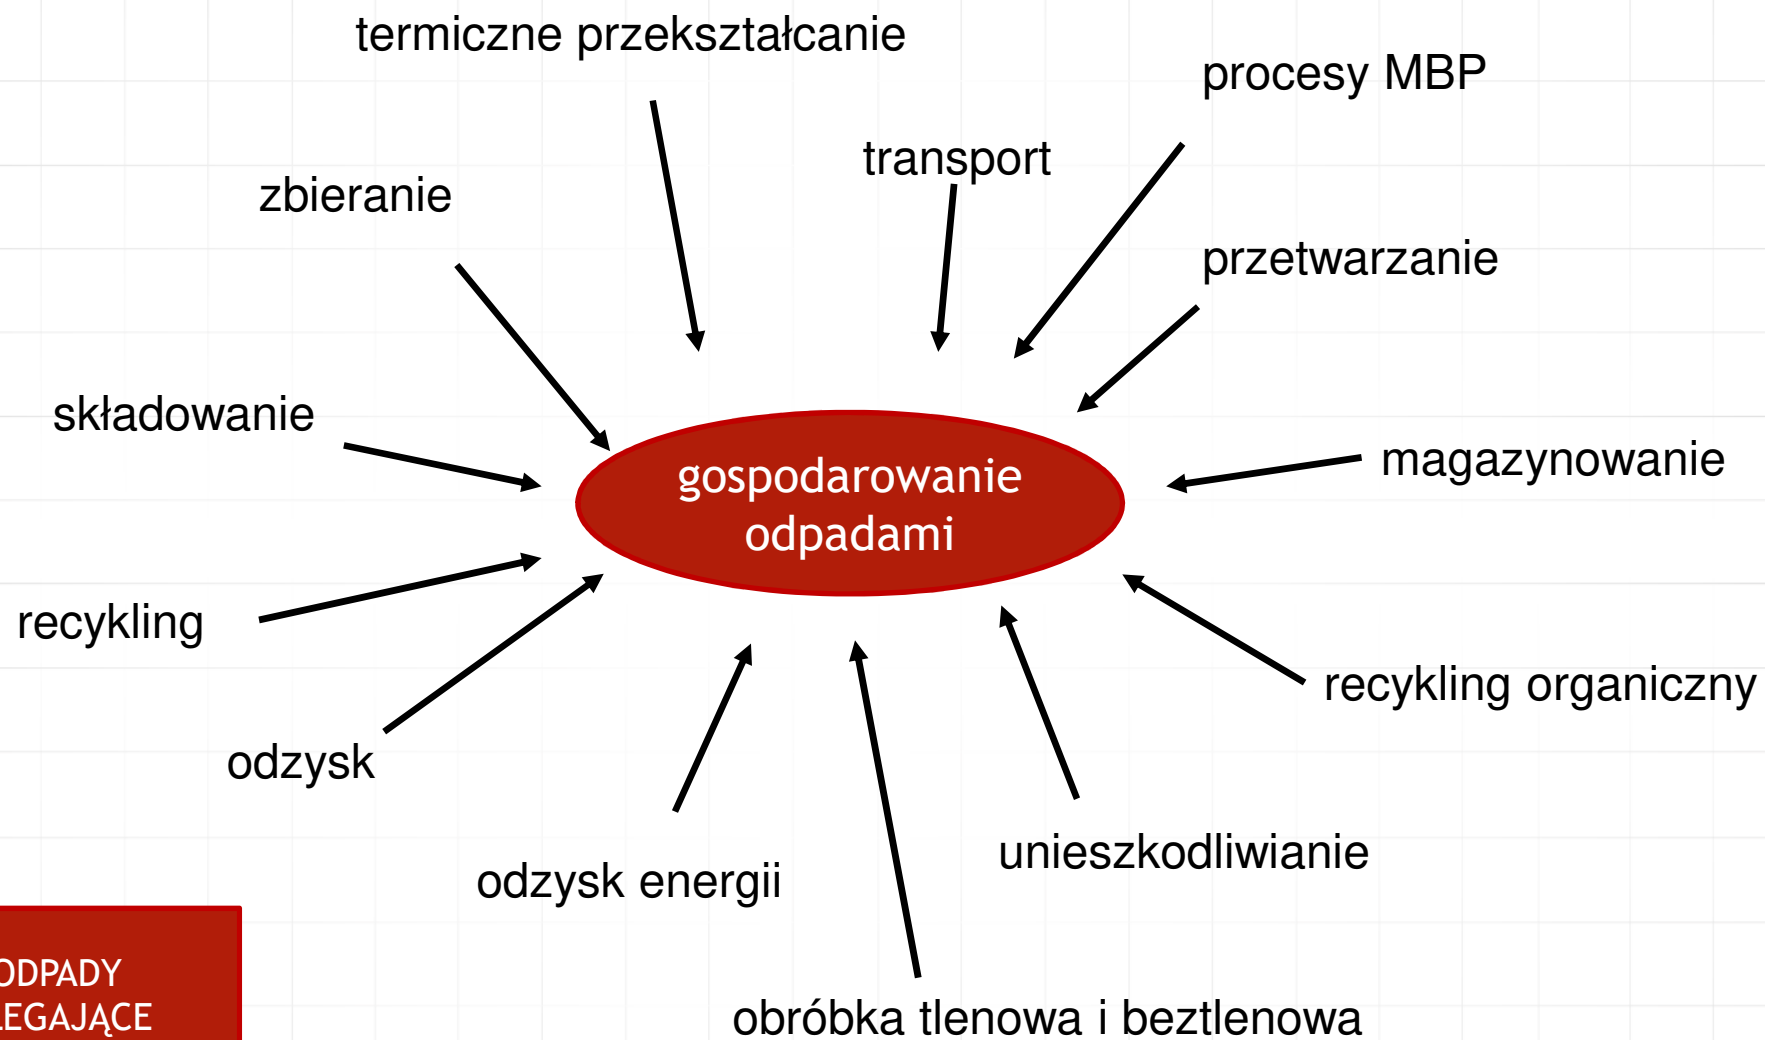 termiczne przekształcanie
procesy MBP
transport
zbieranie
przetwarzanie
składowanie
magazynowanie
gospodarowanie
odpadami
recykling
recykling organiczny
odzysk
unieszkodliwianie
odzysk energii
ODPADY
obróbka tlenowa i beztlenowa